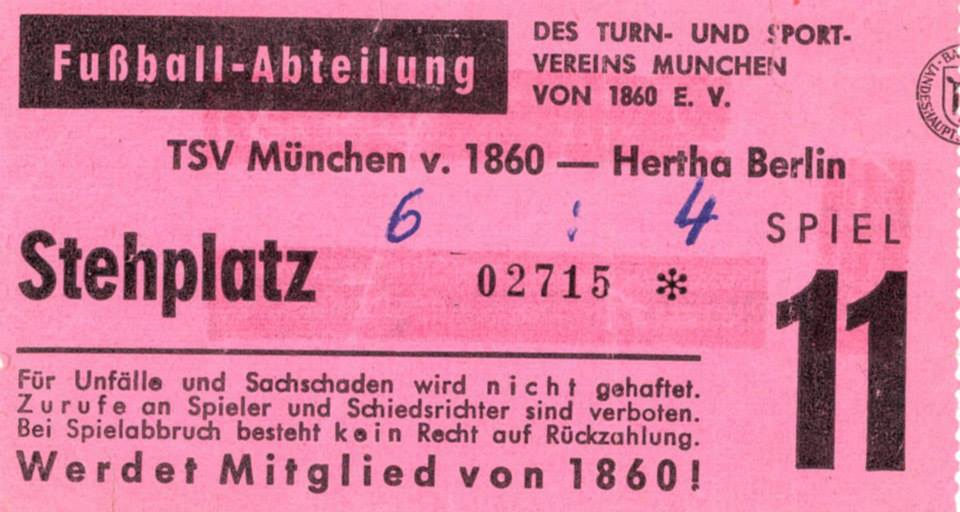 Fußball-Abteilung
DES TURN- UND SPORT-
VEREINS MUNCHEN
VON 1860 E. V.
TSV München v. 1860 — Hertha Berlin
6 : 4
SPIEL
11
Stehplatz
02715 *
Für Unfälle und Sachschaden wird nicht gehaftet.
Zurufe an Spieler und Schiedsrichter sind verboten.
Bei Spielabbruch besteht kein Recht auf Rückzahlung.
Werdet Mitglied von 1860!